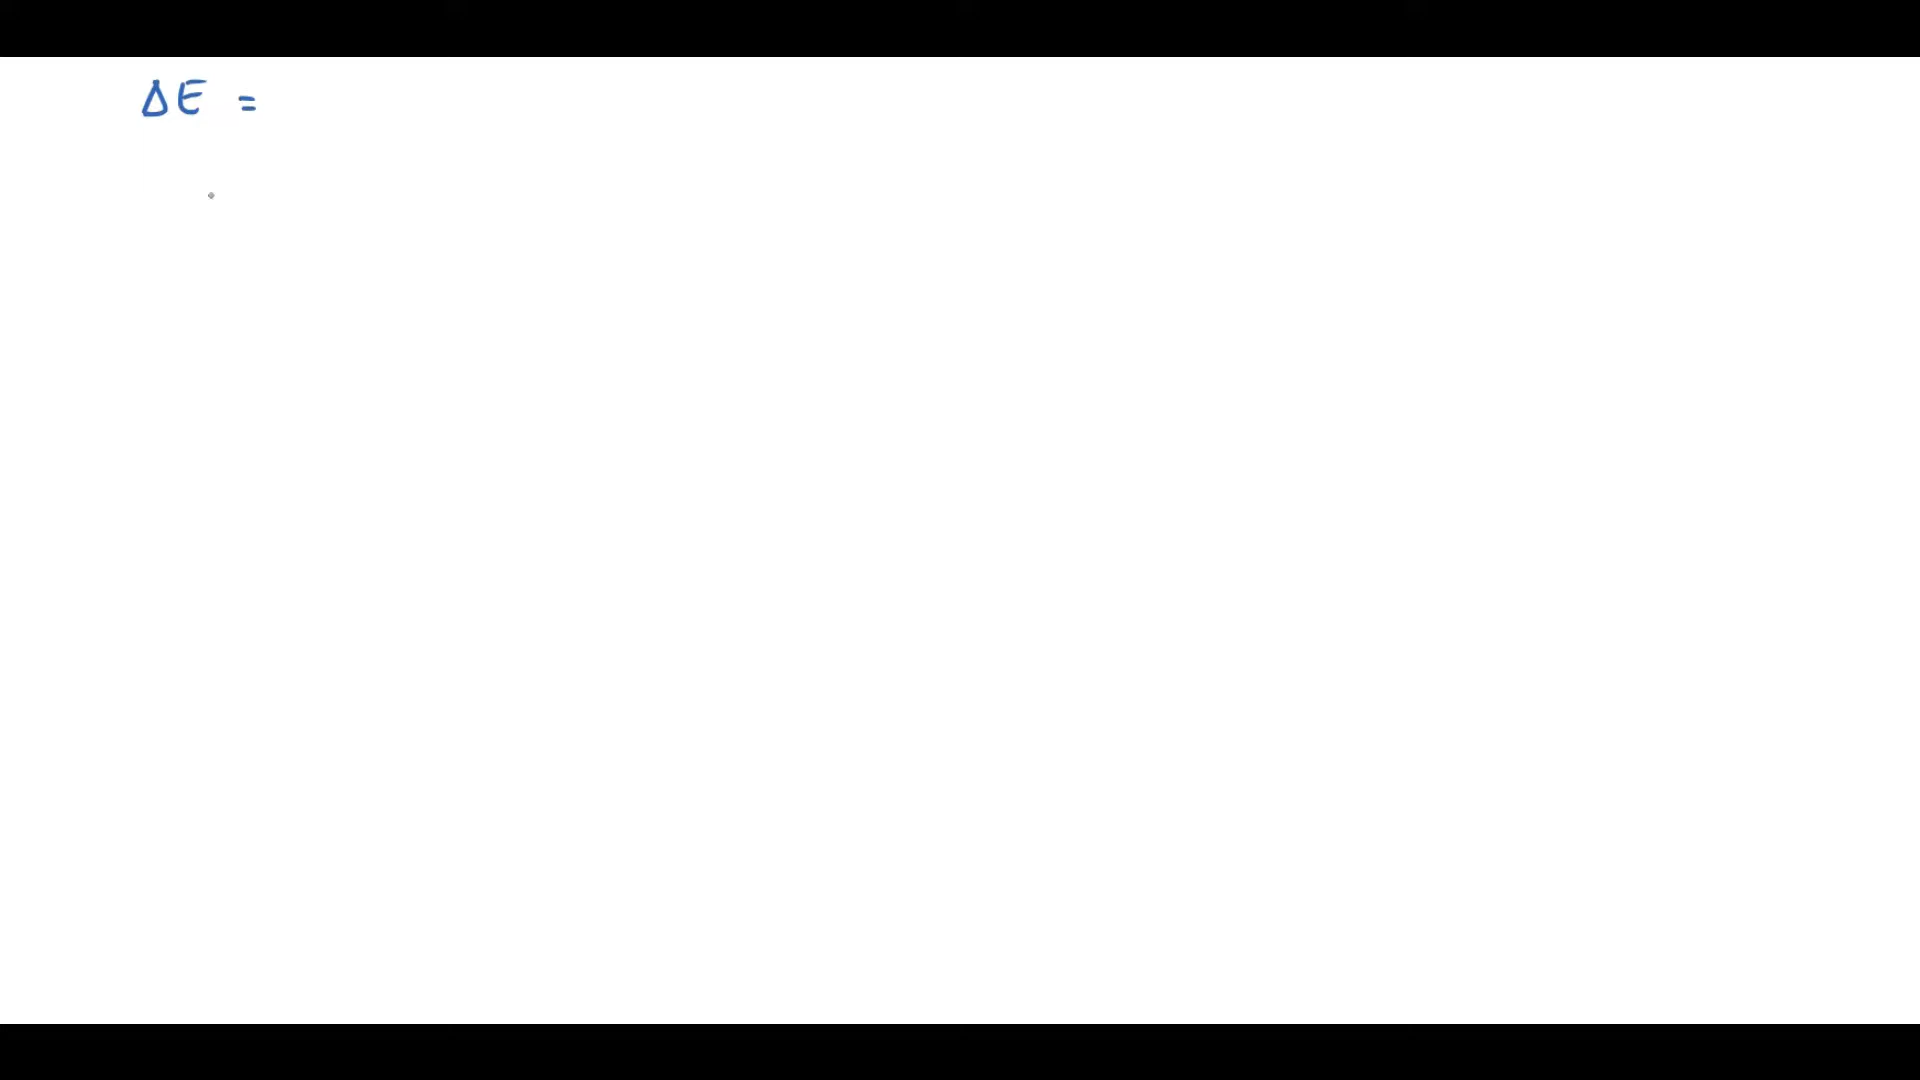 ΔE =